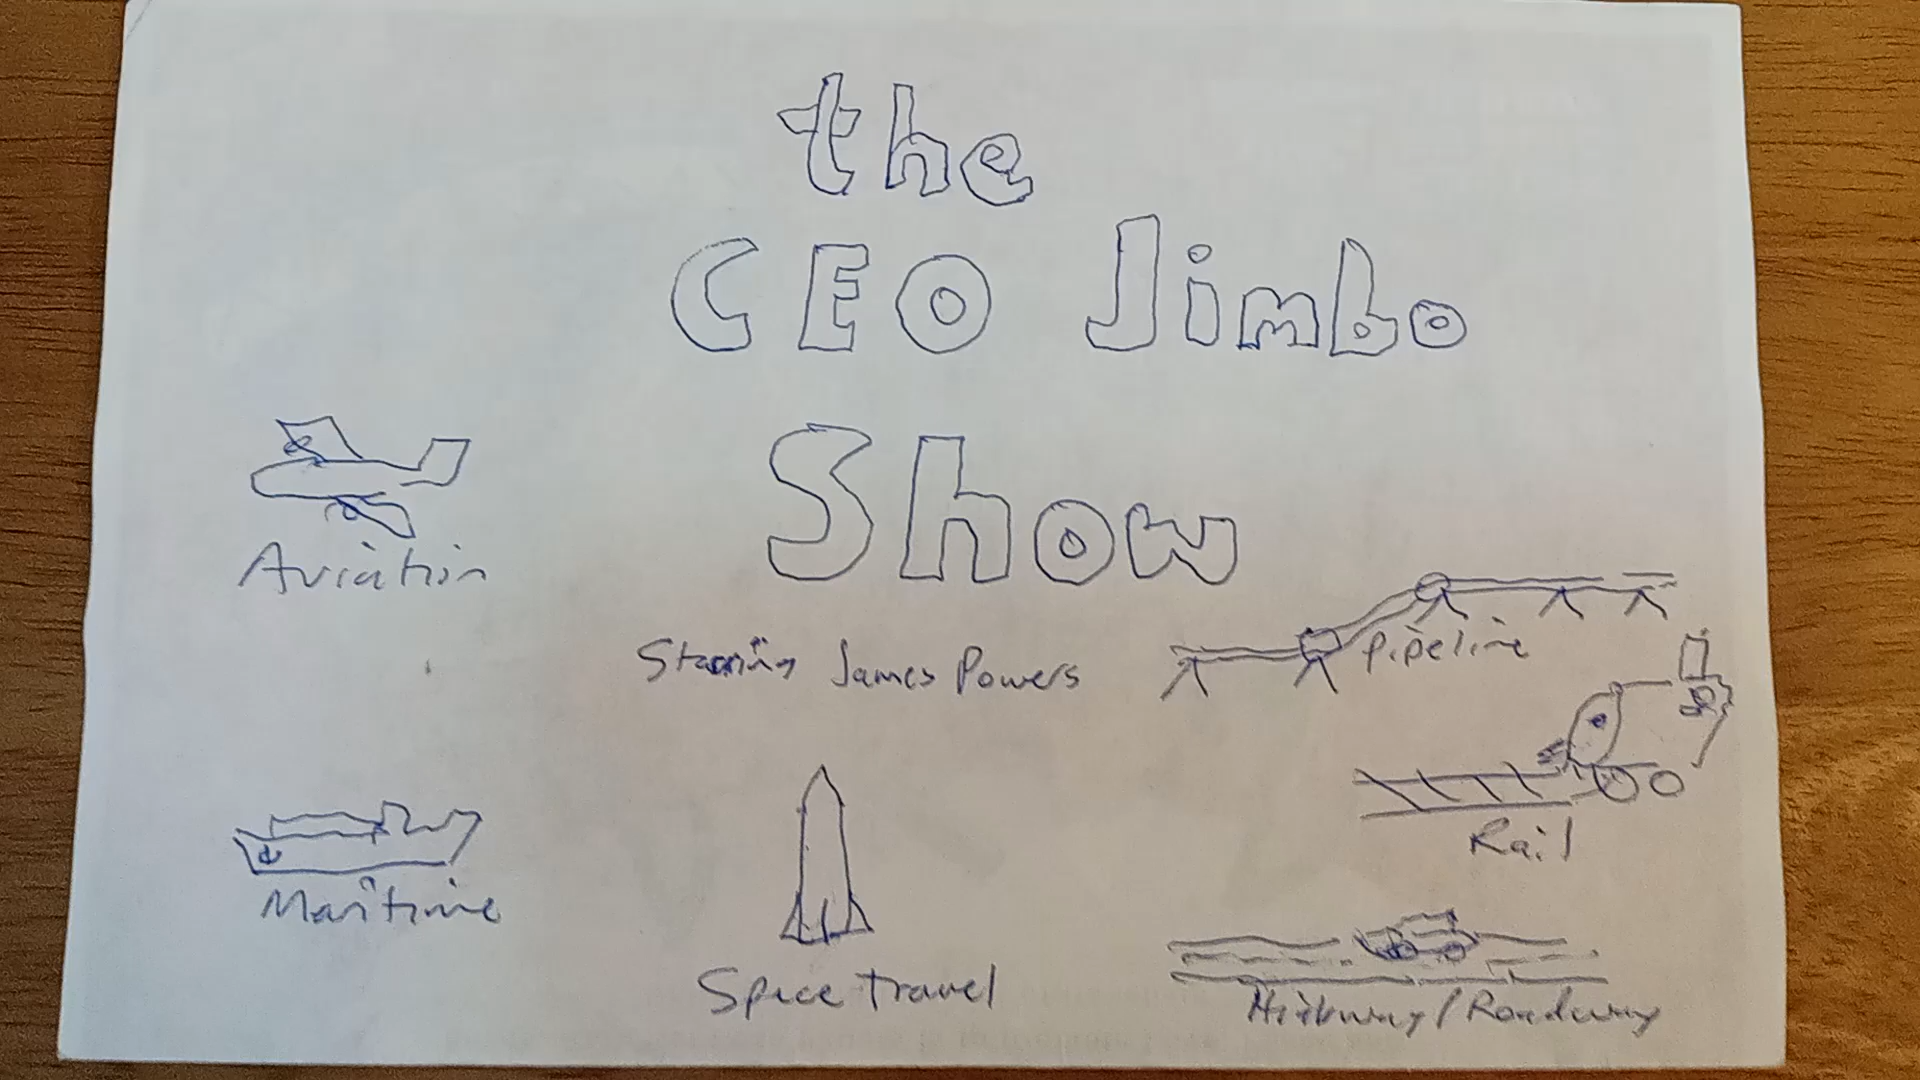 the
CEO Jimbo
Show
Aviation
Starring James Powers
Pipeline
Rail
Maritime
Space Travel
Highway/Roadway